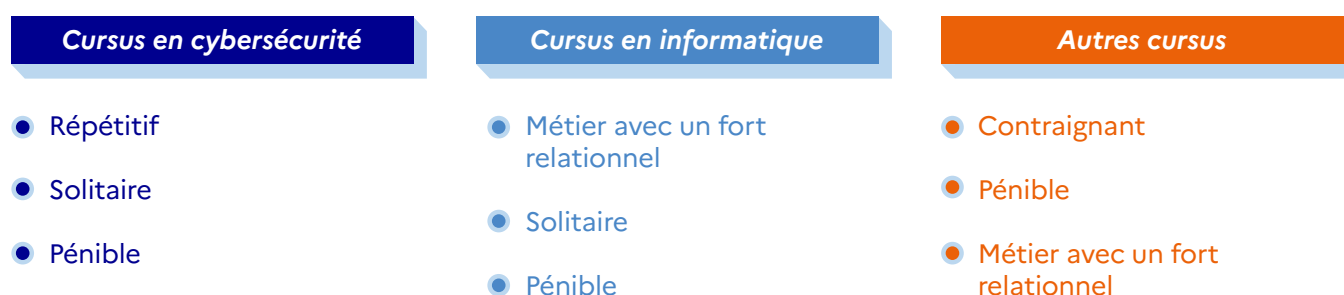 Cursus en cybersécurité
Répétitif
Solitaire
Pénible
Cursus en informatique
Métier avec un fort
relationnel
Solitaire
Pénible
Autres cursus
Contraignant
Pénible
Métier avec un fort
relationnel